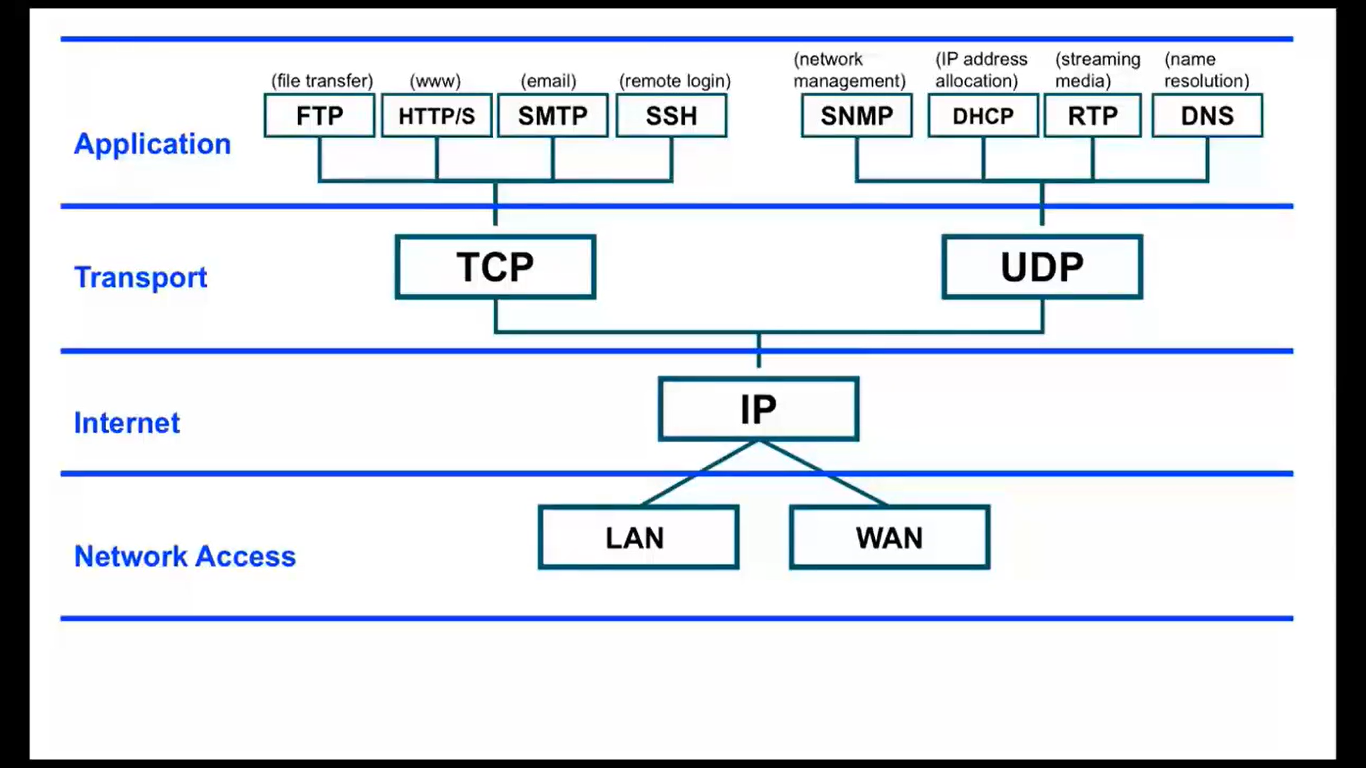 (file transfer)
(www)
(email)
(remote login)
(network
management)
(IP address
allocation)
(streaming
media)
(name
resolution)
Application
FTP
HTTP/S
SMTP
SSH
SNMP
DHCP
RTP
DNS
Transport
TCP
UDP
Internet
IP
Network Access
LAN
WAN